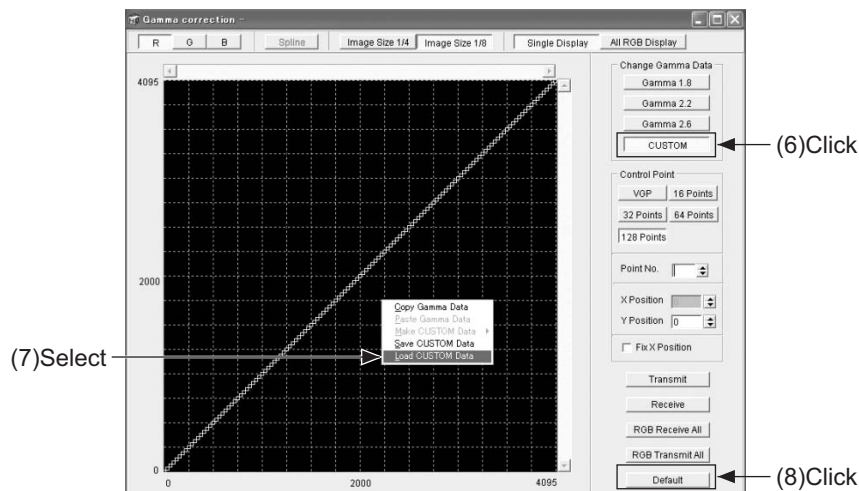 Gamma correction -
R G B Spline Image Size 1/4 Image Size 1/8 Single Display All RGB Display
4095
2000
0
0 2000 4095
Copy Gamma Data
Paste Gamma Data
Make CUSTOM Data
Save CUSTOM Data
Load CUSTOM Data
(7)Select
Change Gamma Data
Gamma 1.8
Gamma 2.2
Gamma 2.6
CUSTOM
(6)Click
Control Point
VGP 16 Points
32 Points 64 Points
128 Points
Point No.
X Position
Y Position 0
Fix X Position
Transmit
Receive
RGB Receive All
RGB Transmit All
Default
(8)Click